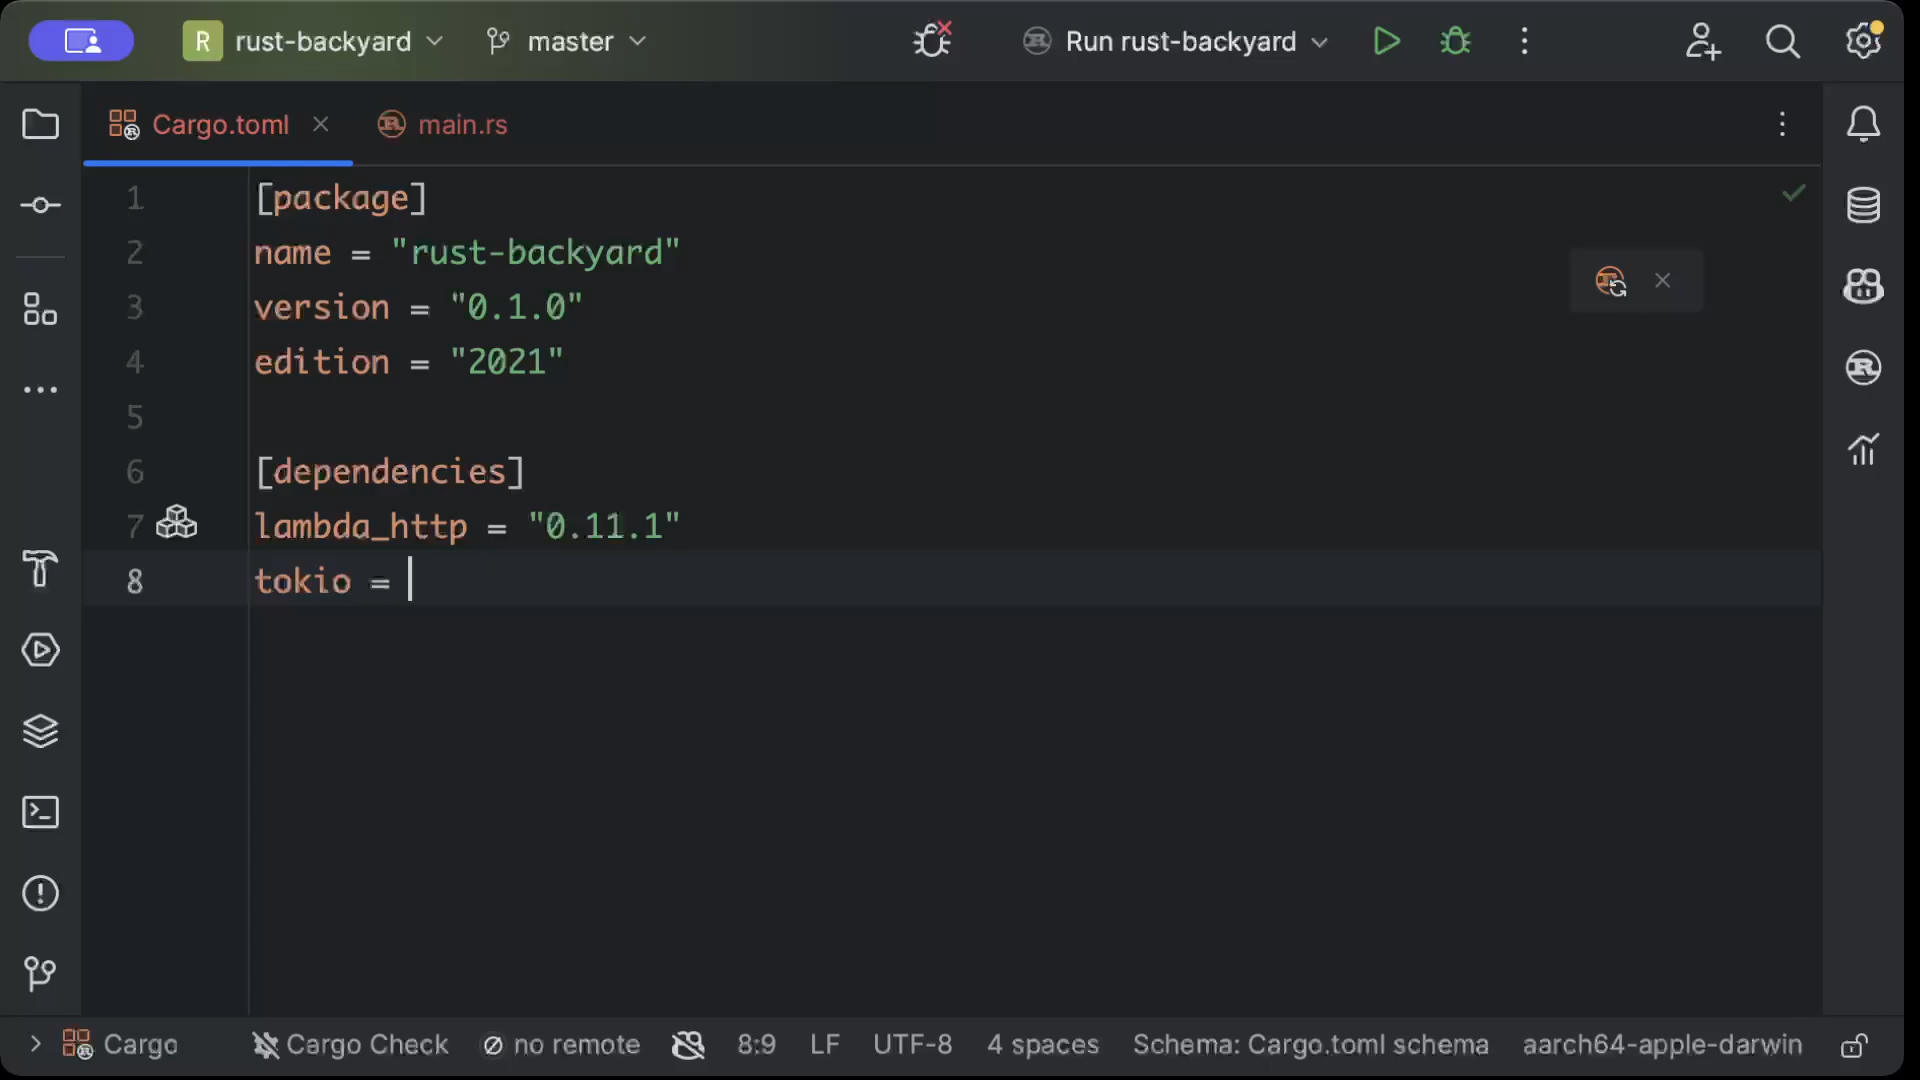 R rust-backyard master Run rust-backyard
Cargo.toml main.rs
1 [package]
2 name = "rust-backyard"
3 version = "0.1.0"
4 edition = "2021"
5
6 [dependencies]
7 lambda_http = "0.11.1"
8 tokio =
Cargo Cargo Check no remote 8:9 LF UTF-8 4 spaces Schema: Cargo.toml schema aarch64-apple-darwin